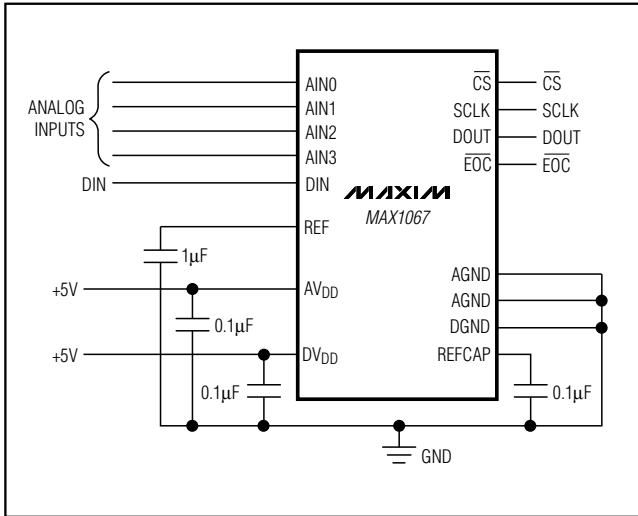 ANALOG
INPUTS
DIN
+5V
+5V
1µF
0.1µF
0.1µF
AIN0
AIN1
AIN2
AIN3
DIN
REF
AVDD
DVDD
MAXIM
MAX1067
CS
SCLK
DOUT
EOC
AGND
AGND
DGND
REFCAP
CS
SCLK
DOUT
EOC
0.1µF
GND